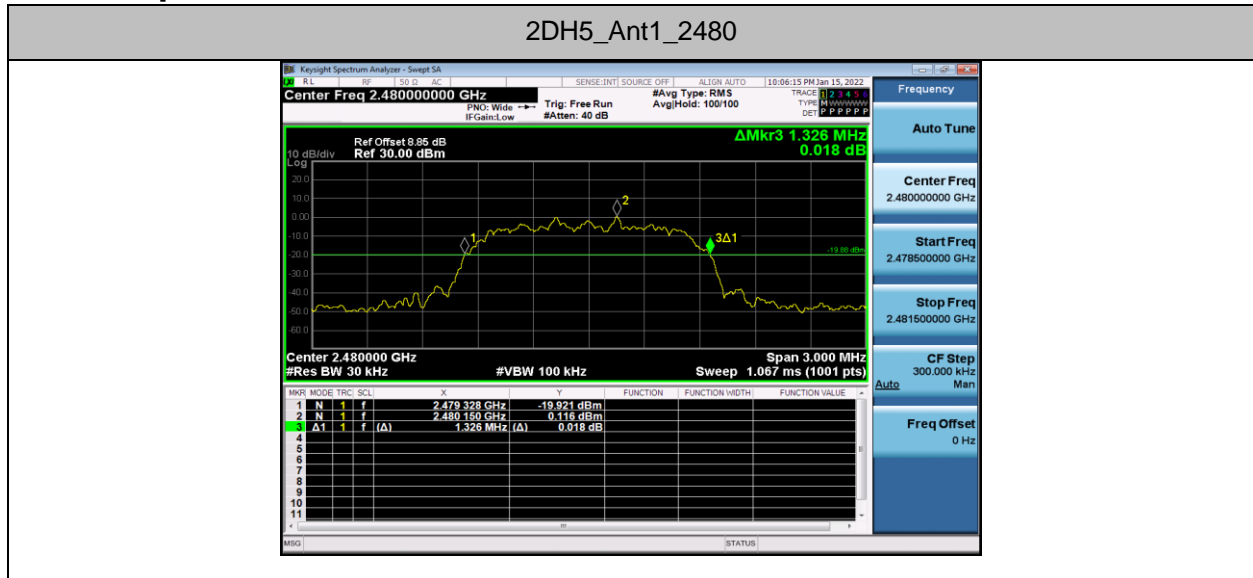 2DH5_Ant1_2480
Keysight Spectrum Analyzer - Swept SA
RL RF 50 Ω AC SENSE:INT SOURCE OFF ALIGN AUTO 10:06:15 PM Jan 15, 2022
Center Freq 2.480000000 GHz
PNO: Wide
IFGain:Low
Trig: Free Run
#Atten: 40 dB
#Avg Type: RMS
Avg|Hold: 100/100
TRACE 1 2 3 4 5 6
TYPE M W W W W W
DET P P P P P P
Frequency
Auto Tune
Center Freq
2.480000000 GHz
Start Freq
2.478500000 GHz
Stop Freq
2.481500000 GHz
CF Step
300.000 kHz
Auto Man
Freq Offset
0 Hz
ΔMkr3 1.326 MHz
0.018 dB
Ref Offset 8.85 dB
10 dB/div Ref 30.00 dBm
Log
20.0
10.0
0.00
-10.0
-20.0
-30.0
-40.0
-50.0
-60.0
1
2
3Δ1
-19.88 dBm
Center 2.480000 GHz Span 3.000 MHz
#Res BW 30 kHz #VBW 100 kHz Sweep 1.067 ms (1001 pts)
MKR MODE TRC SCL X Y FUNCTION FUNCTION WIDTH FUNCTION VALUE
1 N 1 f 2.479 328 GHz -19.921 dBm
2 N 1 f 2.480 150 GHz 0.116 dBm
3 Δ1 1 f (Δ) 1.326 MHz (Δ) 0.018 dB
4
5
6
7
8
9
10
11
MSG STATUS